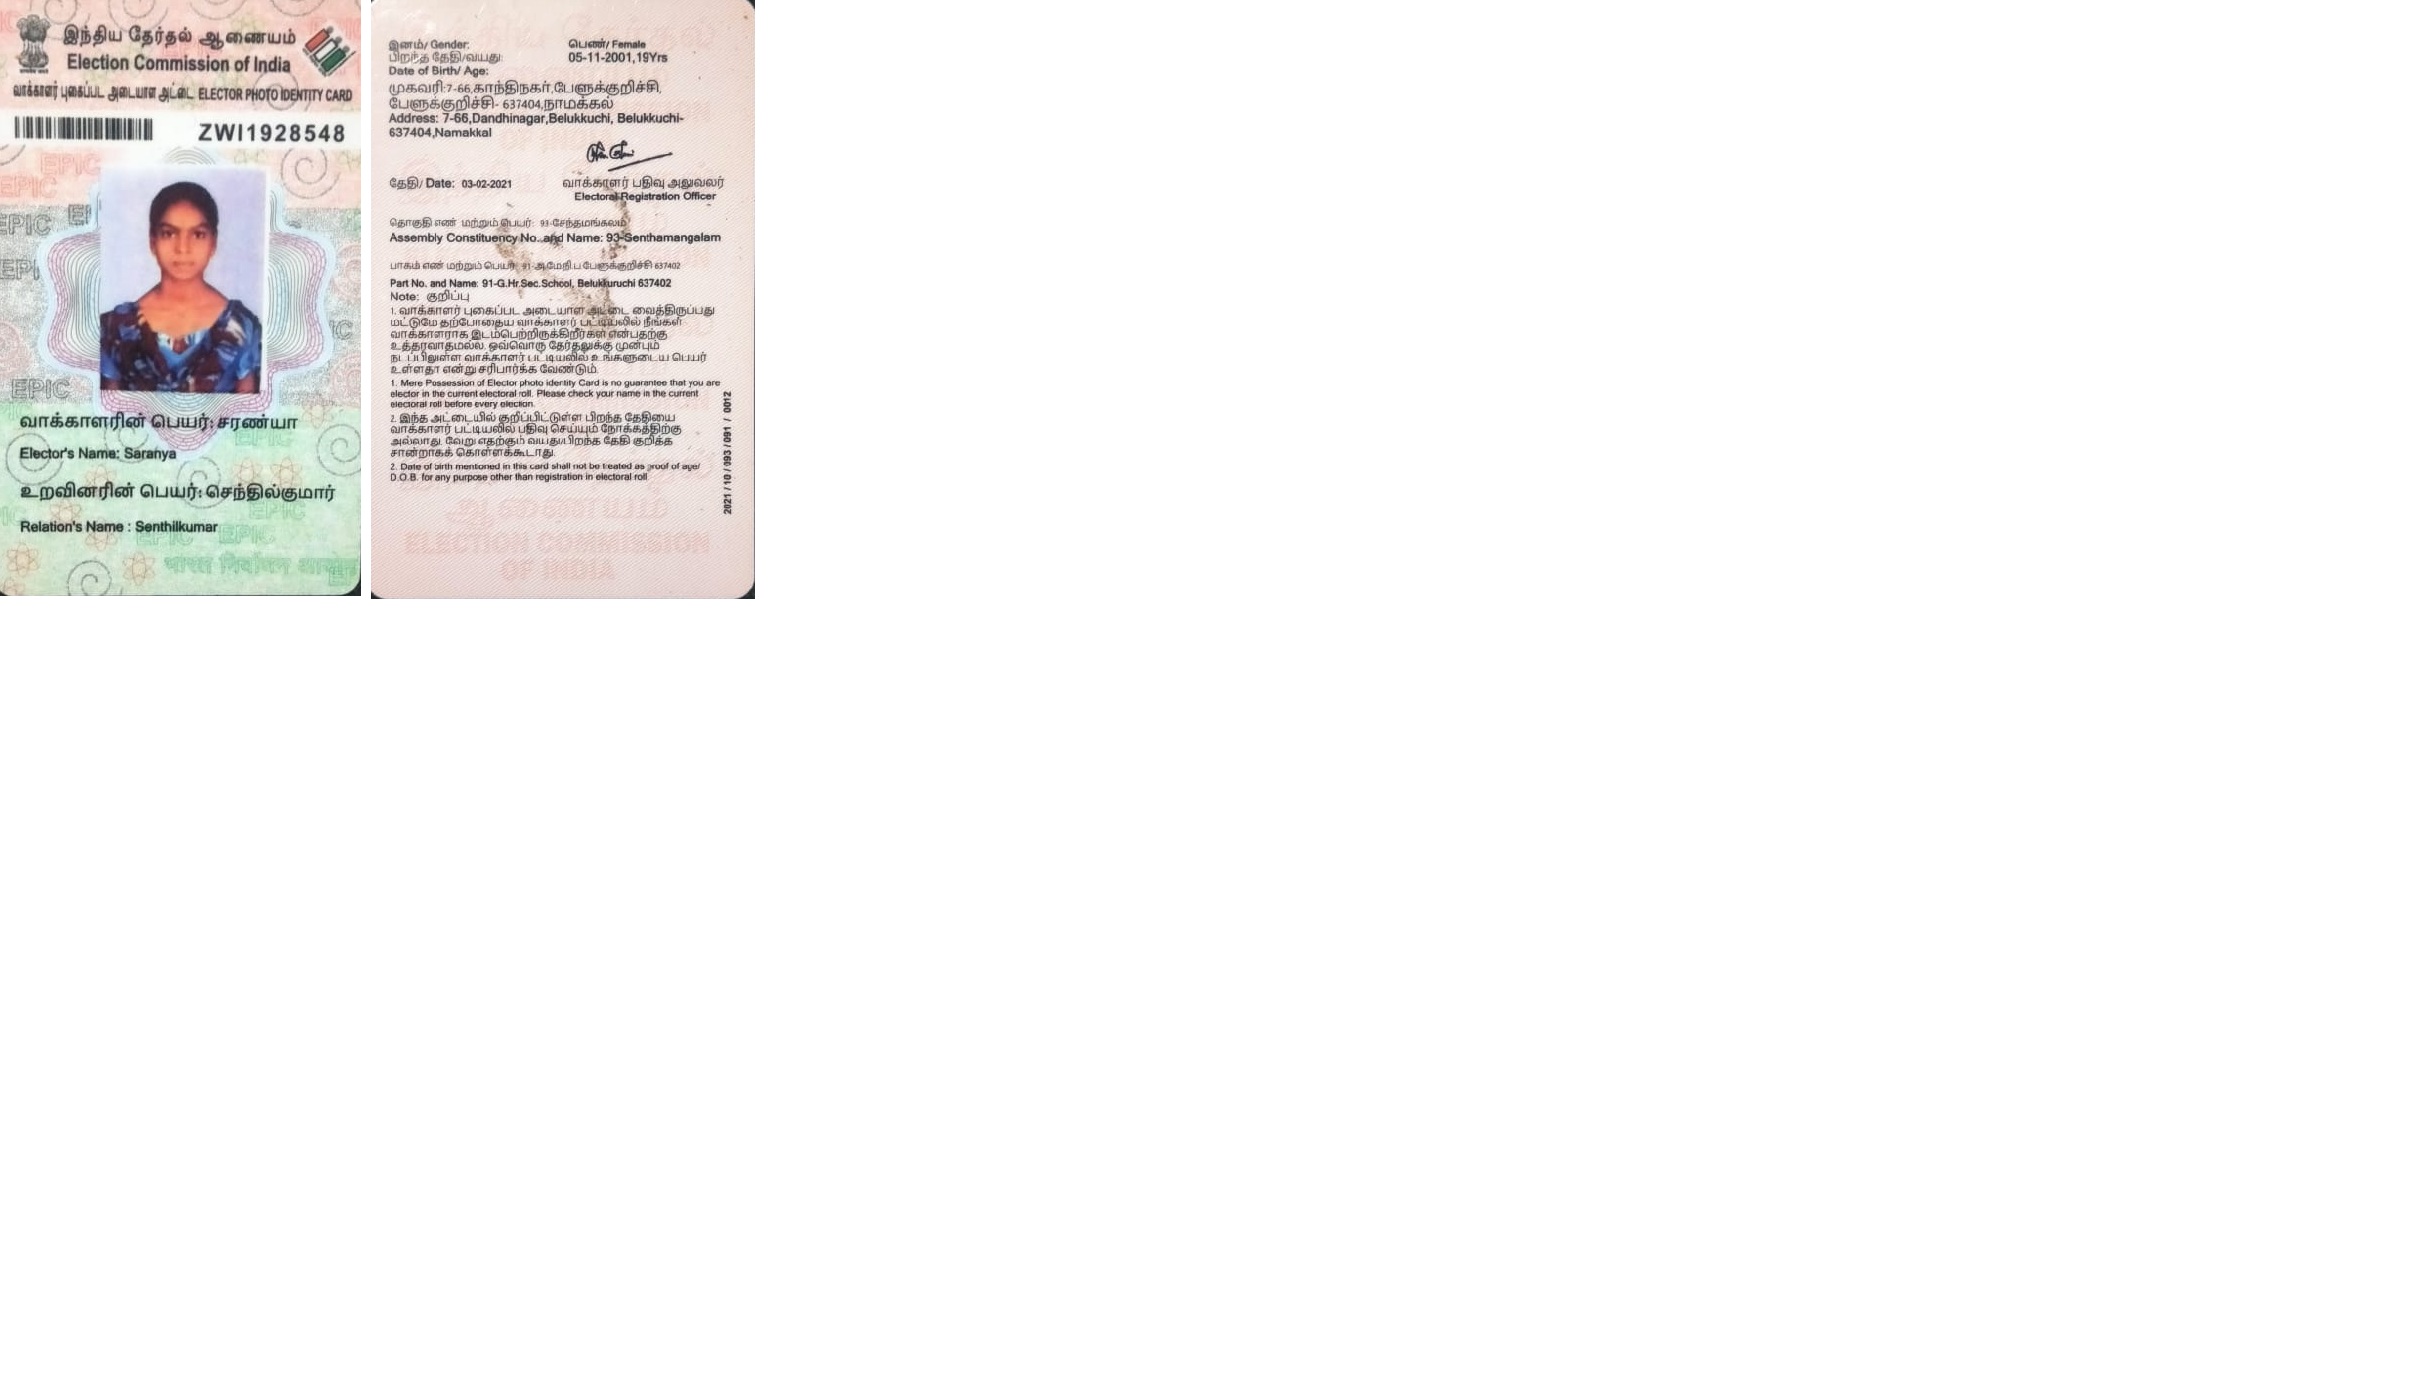 இந்திய தேர்தல் ஆணையம்
Election Commission of India
வாக்காளர் புகைப்பட அடையாள அட்டை ELECTOR PHOTO IDENTITY CARD
ZWI1928548
EPIC
EPIC
EPIC
EPIC
வாக்காளரின் பெயர்: சரண்யா
EPIC
Elector's Name: Saranya
உறவினரின் பெயர்: செந்தில்குமார்
EPIC
Relation's Name : Senthilkumar
EPIC EPIC
भारत निर्वाचन
இனம்/ Gender: பெண்/ Female
பிறந்த தேதி/வயது: 05-11-2001,19Yrs
Date of Birth/ Age:
முகவரி:7-66,காந்திநகர்,பேளுக்குறிச்சி,
பேளுக்குறிச்சி- 637404,நாமக்கல்
Address: 7-66,Dandhinagar,Belukkuchi, Belukkuchi-
637404,Namakkal
தேதி/ Date: 03-02-2021 வாக்காளர் பதிவு அலுவலர்
Electoral Registration Officer
தொகுதி எண் மற்றும் பெயர்: 93-சேந்தமங்கலம்
Assembly Constituency No. and Name: 93-Senthamangalam
பாகம் எண் மற்றும் பெயர்: 91-அ.மேநி.ப பேளுக்குறிச்சி 637402
Part No. and Name: 91-G.Hr.Sec.School, Belukkuruchi 637402
Note: குறிப்பு
1. வாக்காளர் புகைப்பட அடையாள அட்டை வைத்திருப்பது
மட்டுமே தற்போதைய வாக்காளர் பட்டியலில் நீங்கள்
வாக்காளராக இடம்பெற்றிருக்கிறீர்கள் என்பதற்கு
உத்தரவாதமல்ல. ஒவ்வொரு தேர்தலுக்கு முன்பும்
நடப்பிலுள்ள வாக்காளர் பட்டியலில் உங்களுடைய பெயர்
உள்ளதா என்று சரிபார்க்க வேண்டும்.
1. Mere Possession of Elector photo identity Card is no guarantee that you are
elector in the current electoral roll. Please check your name in the current
electoral roll before every election.
2. இந்த அட்டையில் குறிப்பிட்டுள்ள பிறந்த தேதியை
வாக்காளர் பட்டியலில் பதிவு செய்யும் நோக்கத்திற்கு
அல்லாது வேறு எதற்கும் வயது/பிறந்த தேதி குறித்த
சான்றாகக் கொள்ளக்கூடாது.
2. Date of birth mentioned in this card shall not be treated as proof of age/
D.O.B. for any purpose other than registration in electoral roll
2021 / 10 / 093 / 091 / 0012
ELECTION COMMISSION
OF INDIA